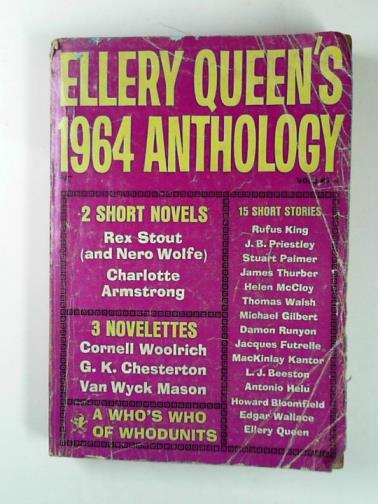 ELLERY QUEEN'S
1964 ANTHOLOGY
2 SHORT NOVELS
Rex Stout
(and Nero Wolfe)
Charlotte
Armstrong
3 NOVELETTES
Cornell Woolrich
G. K. Chesterton
Van Wyck Mason
A WHO'S WHO
OF WHODUNITS
15 SHORT STORIES
Rufus King
J. B. Priestley
Stuart Palmer
James Thurber
Helen McCloy
Thomas Walsh
Michael Gilbert
Damon Runyon
Jacques Futrelle
MacKinlay Kantor
L. J. Beeston
Antonio Helu
Howard Bloomfield
Edgar Wallace
Ellery Queen